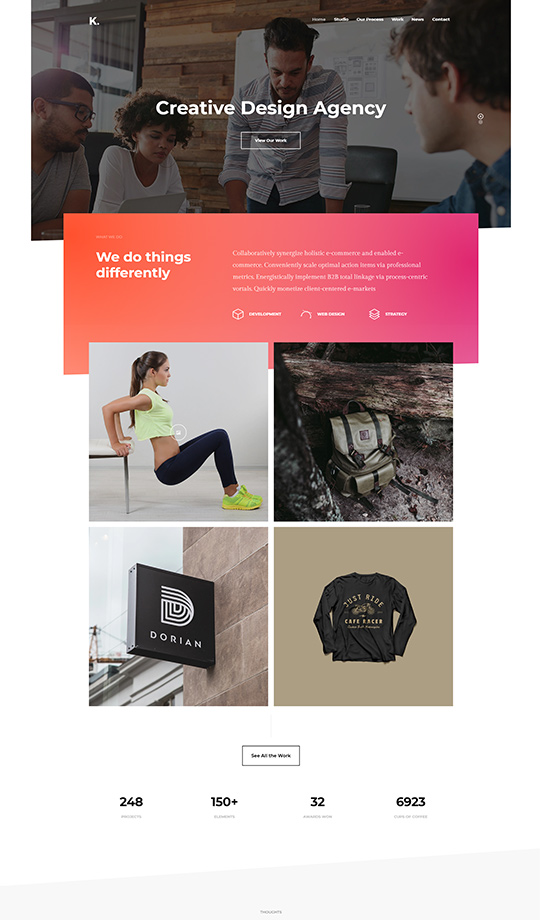 K.
Home Studio Our Process Work News Contact
Creative Design Agency
View Our Work
WHAT WE DO
We do things
differently
Collaboratively synergize holistic e-commerce and enabled e-
commerce. Conveniently scale optimal action items via professional
metrics. Energistically implement B2B total linkage via process-centric
vortals. Quickly monetize client-centered e-markets
DEVELOPMENT WEB DESIGN STRATEGY
D
DORIAN
JUST RIDE
CAFE RACER
See All the Work
248 150+ 32 6923
PROJECTS ELEMENTS AWARDS WON CUPS OF COFFEE
THOUGHTS